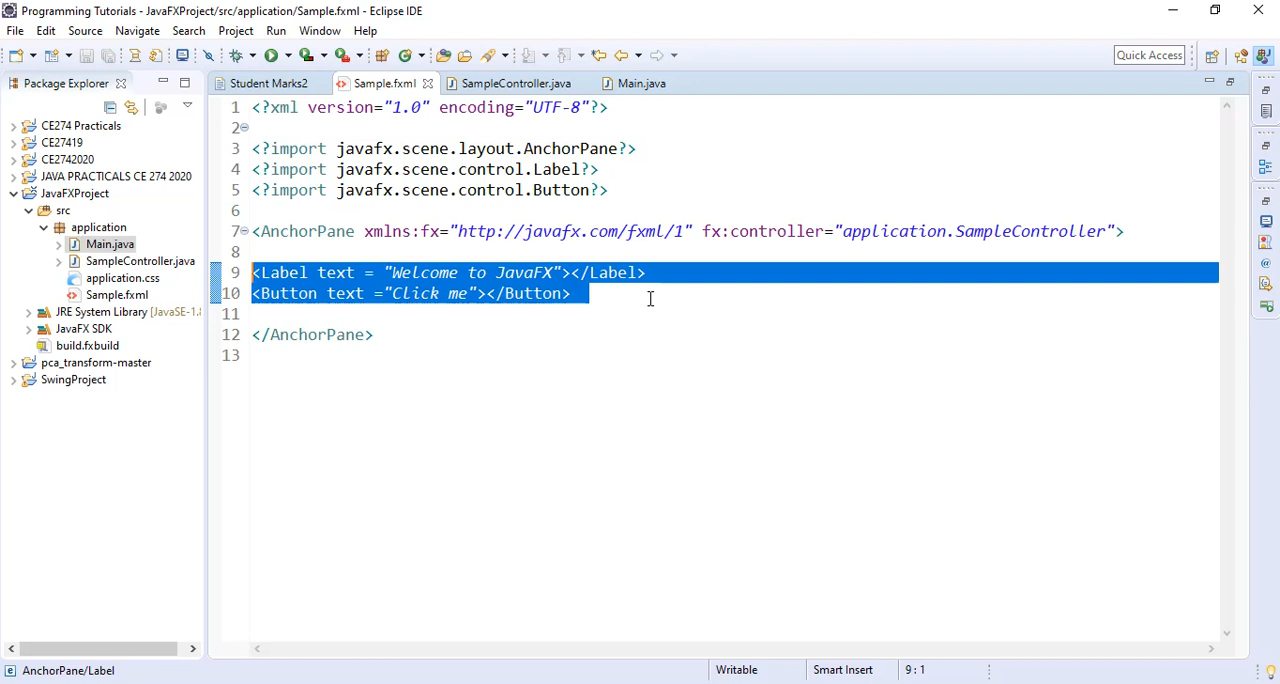 Programming Tutorials - JavaFXProject/src/application/Sample.fxml - Eclipse IDE
File Edit Source Navigate Search Project Run Window Help
Quick Access
Package Explorer
Student Marks2 Sample.fxml SampleController.java Main.java
CE274 Practicals
CE27419
CE2742020
JAVA PRACTICALS CE 274 2020
JavaFXProject
src
application
Main.java
SampleController.java
application.css
Sample.fxml
JRE System Library [JavaSE-1.8
JavaFX SDK
build.fxbuild
pca_transform-master
SwingProject
1 <?xml version="1.0" encoding="UTF-8"?>
2
3 <?import javafx.scene.layout.AnchorPane?>
4 <?import javafx.scene.control.Label?>
5 <?import javafx.scene.control.Button?>
6
7 <AnchorPane xmlns:fx="http://javafx.com/fxml/1" fx:controller="application.SampleController">
8
9 <Label text = "Welcome to JavaFX"></Label>
10 <Button text ="Click me"></Button>
11
12 </AnchorPane>
13
AnchorPane/Label Writable Smart Insert 9 : 1